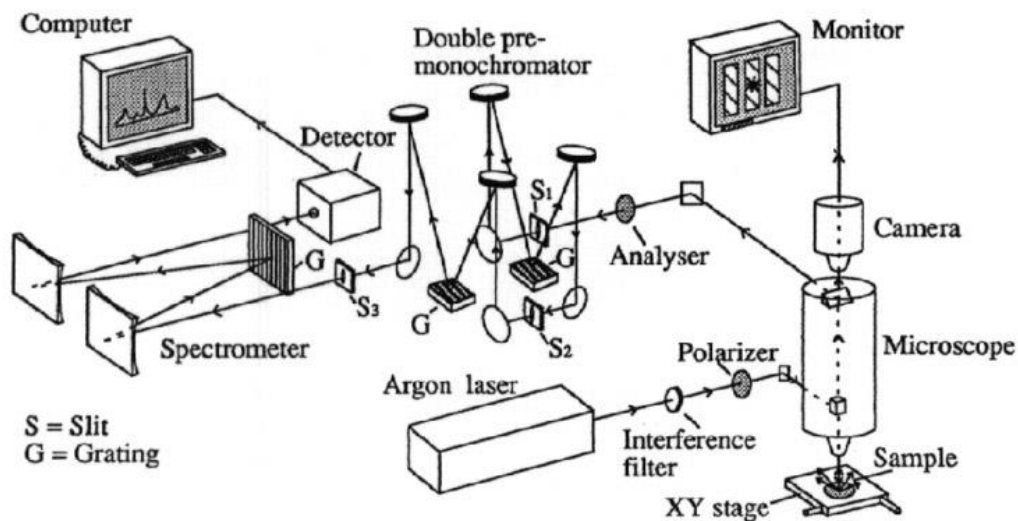 Computer
Double pre-
monochromator
Monitor
Detector
S1
Analyser
Camera
G
G
S3
G
S2
Spectrometer
Polarizer
Microscope
Argon laser
S = Slit
G = Grating
Interference
filter
Sample
XY stage